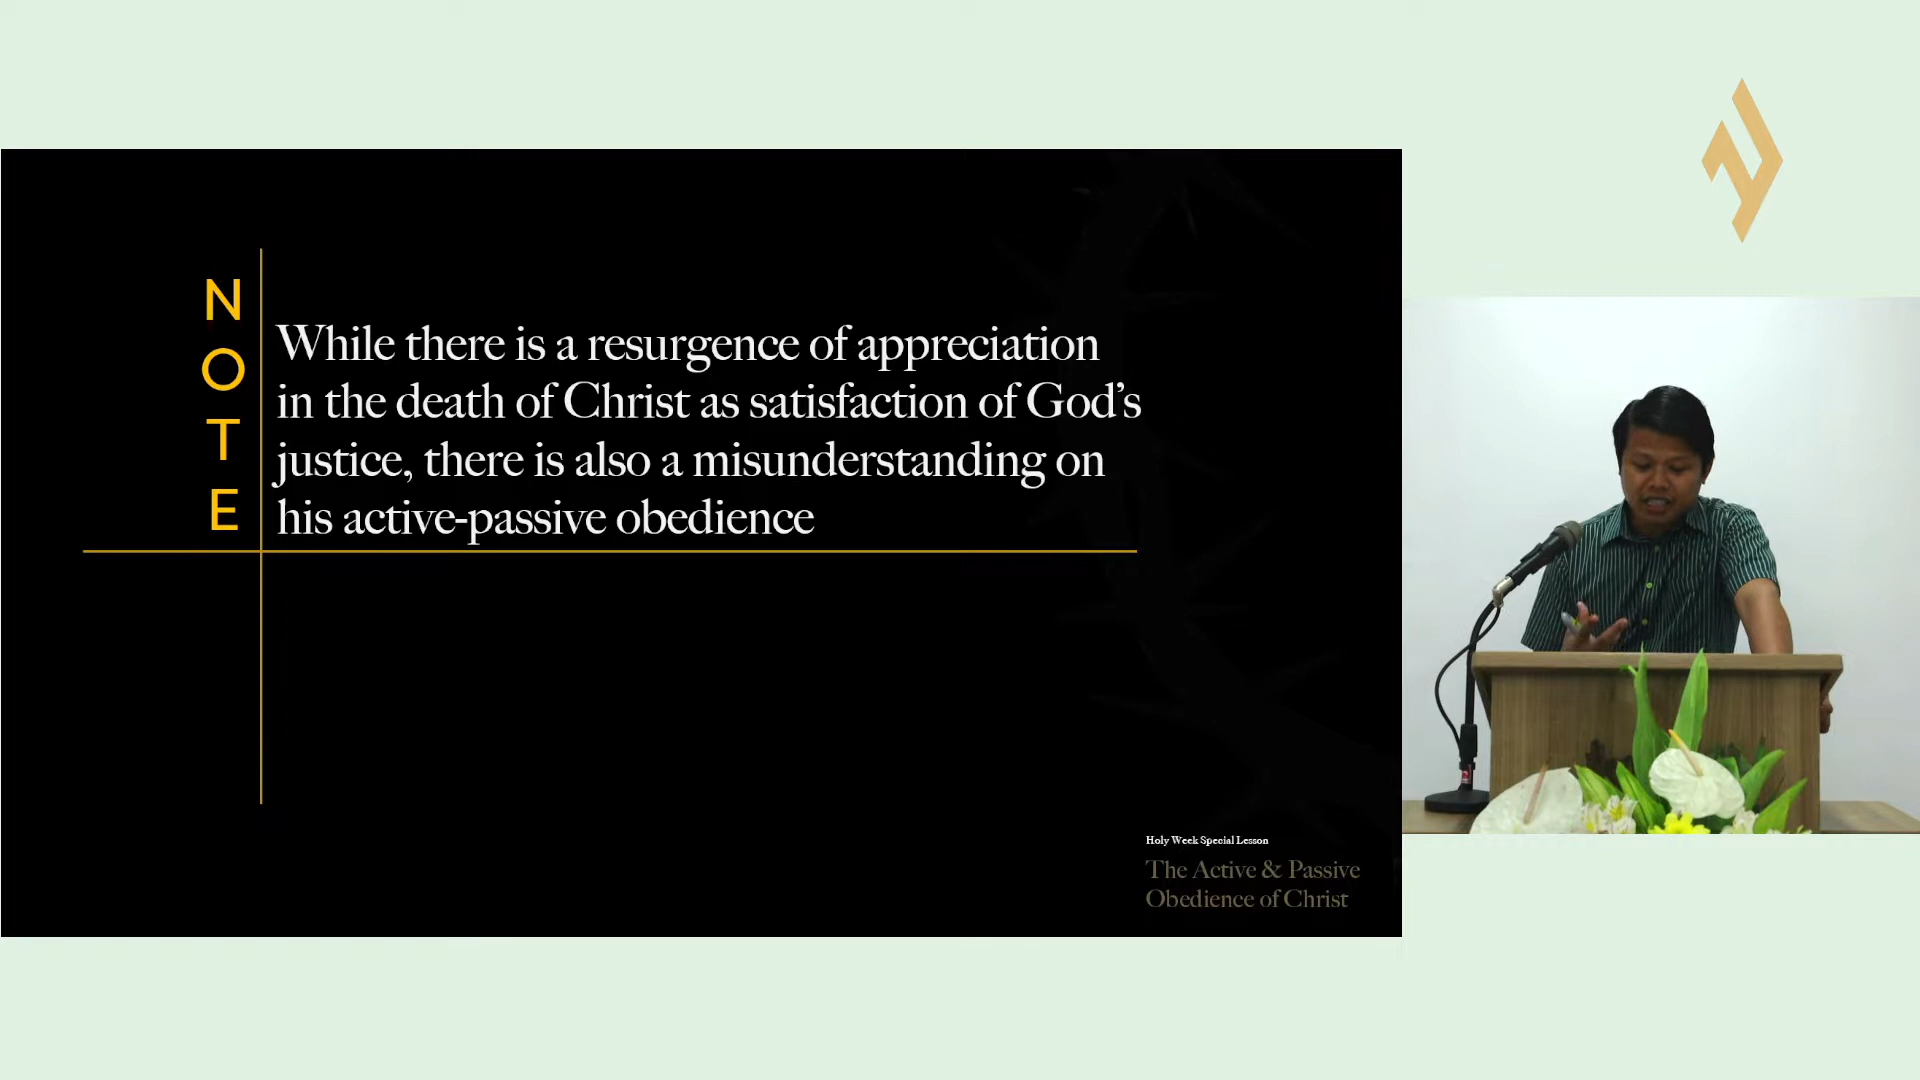 NOTE
While there is a resurgence of appreciation
in the death of Christ as satisfaction of God’s
justice, there is also a misunderstanding on
his active-passive obedience
Holy Week Special Lesson
The Active & Passive
Obedience of Christ